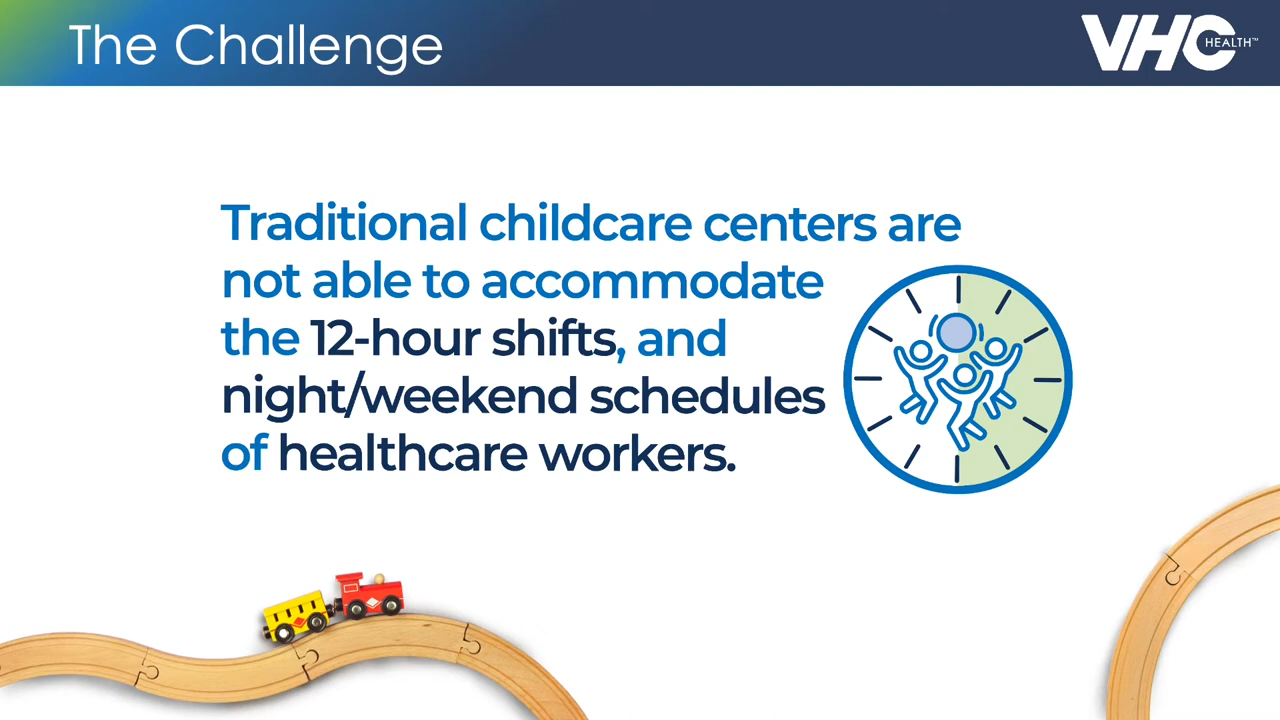 The Challenge
VHC HEALTH™
Traditional childcare centers are
not able to accommodate
the 12-hour shifts, and
night/weekend schedules
of healthcare workers.